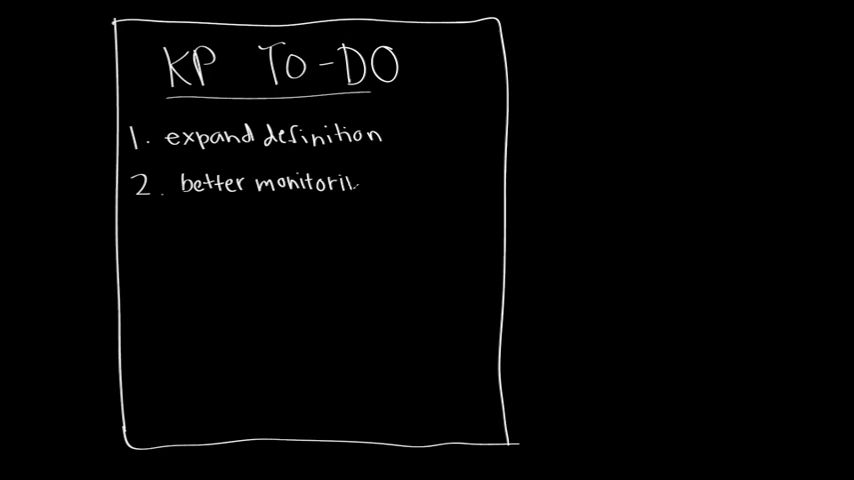 KP TO-DO
1. expand definition
2. better monitori